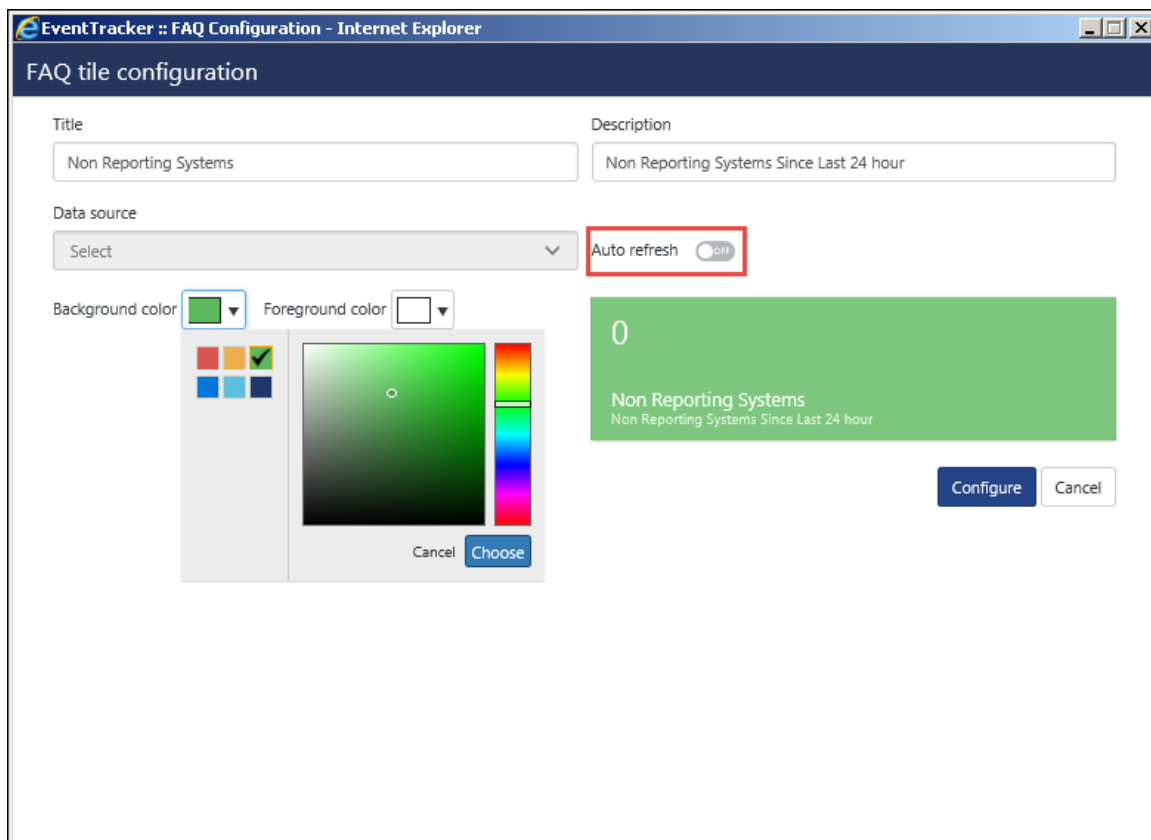 EventTracker :: FAQ Configuration - Internet Explorer
FAQ tile configuration
Title
Description
Non Reporting Systems
Non Reporting Systems Since Last 24 hour
Data source
Select
Auto refresh OFF
Background color
Foreground color
0
Non Reporting Systems
Non Reporting Systems Since Last 24 hour
Configure
Cancel
Cancel
Choose